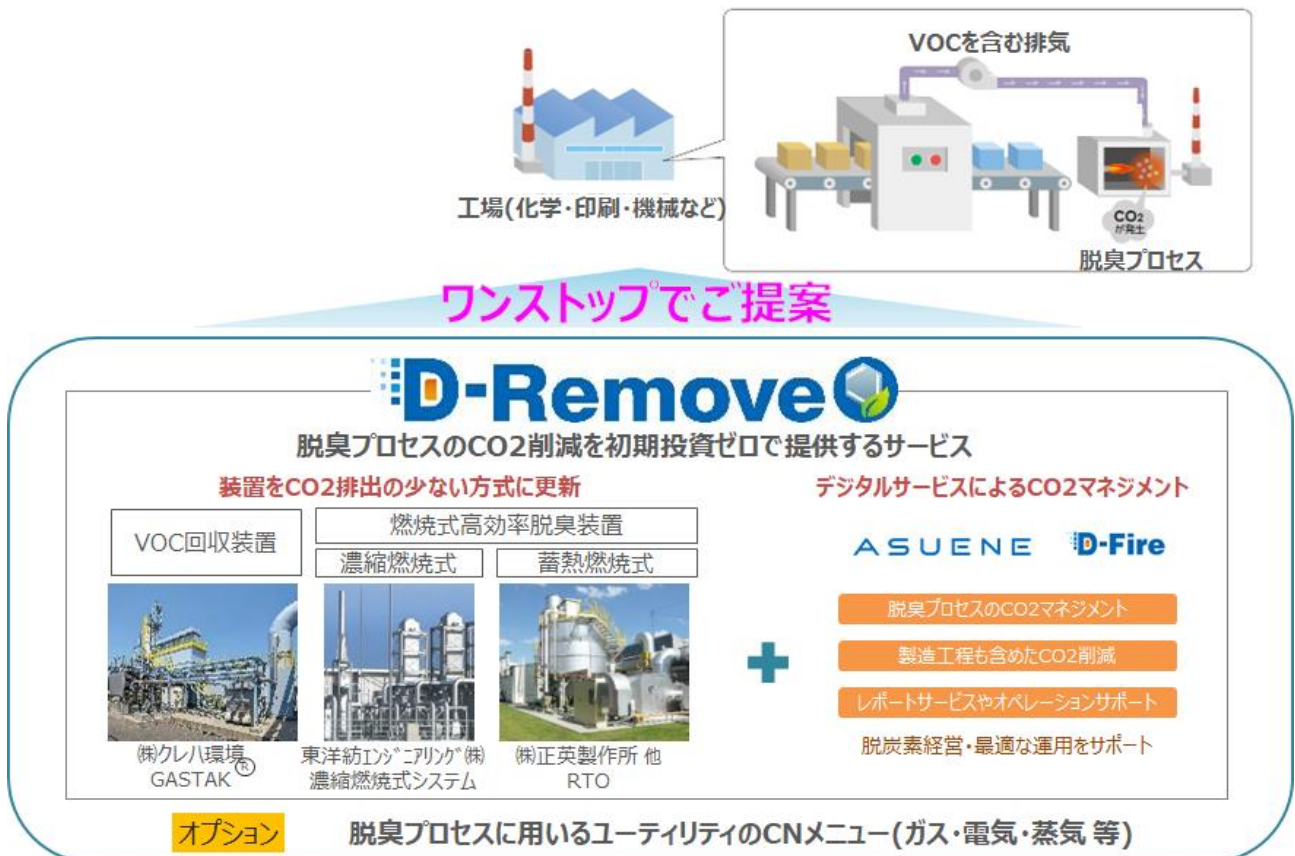 VOCを含む排気
工場(化学・印刷・機械など)
CO2
が発生
脱臭プロセス
ワンストップでご提案
D-Remove
脱臭プロセスのCO2削減を初期投資ゼロで提供するサービス
装置をCO2排出の少ない方式に更新
VOC回収装置
燃焼式高効率脱臭装置
濃縮燃焼式
蓄熱燃焼式
㈱クレハ環境
GASTAK®
東洋紡ｴﾝｼﾞﾆｱﾘﾝｸﾞ㈱
濃縮燃焼式システム
㈱正英製作所 他
RTO
デジタルサービスによるCO2マネジメント
ASUENE D-Fire
脱臭プロセスのCO2マネジメント
製造工程も含めたCO2削減
レポートサービスやオペレーションサポート
脱炭素経営・最適な運用をサポート
オプション 脱臭プロセスに用いるユーティリティのCNメニュー(ガス・電気・蒸気 等)